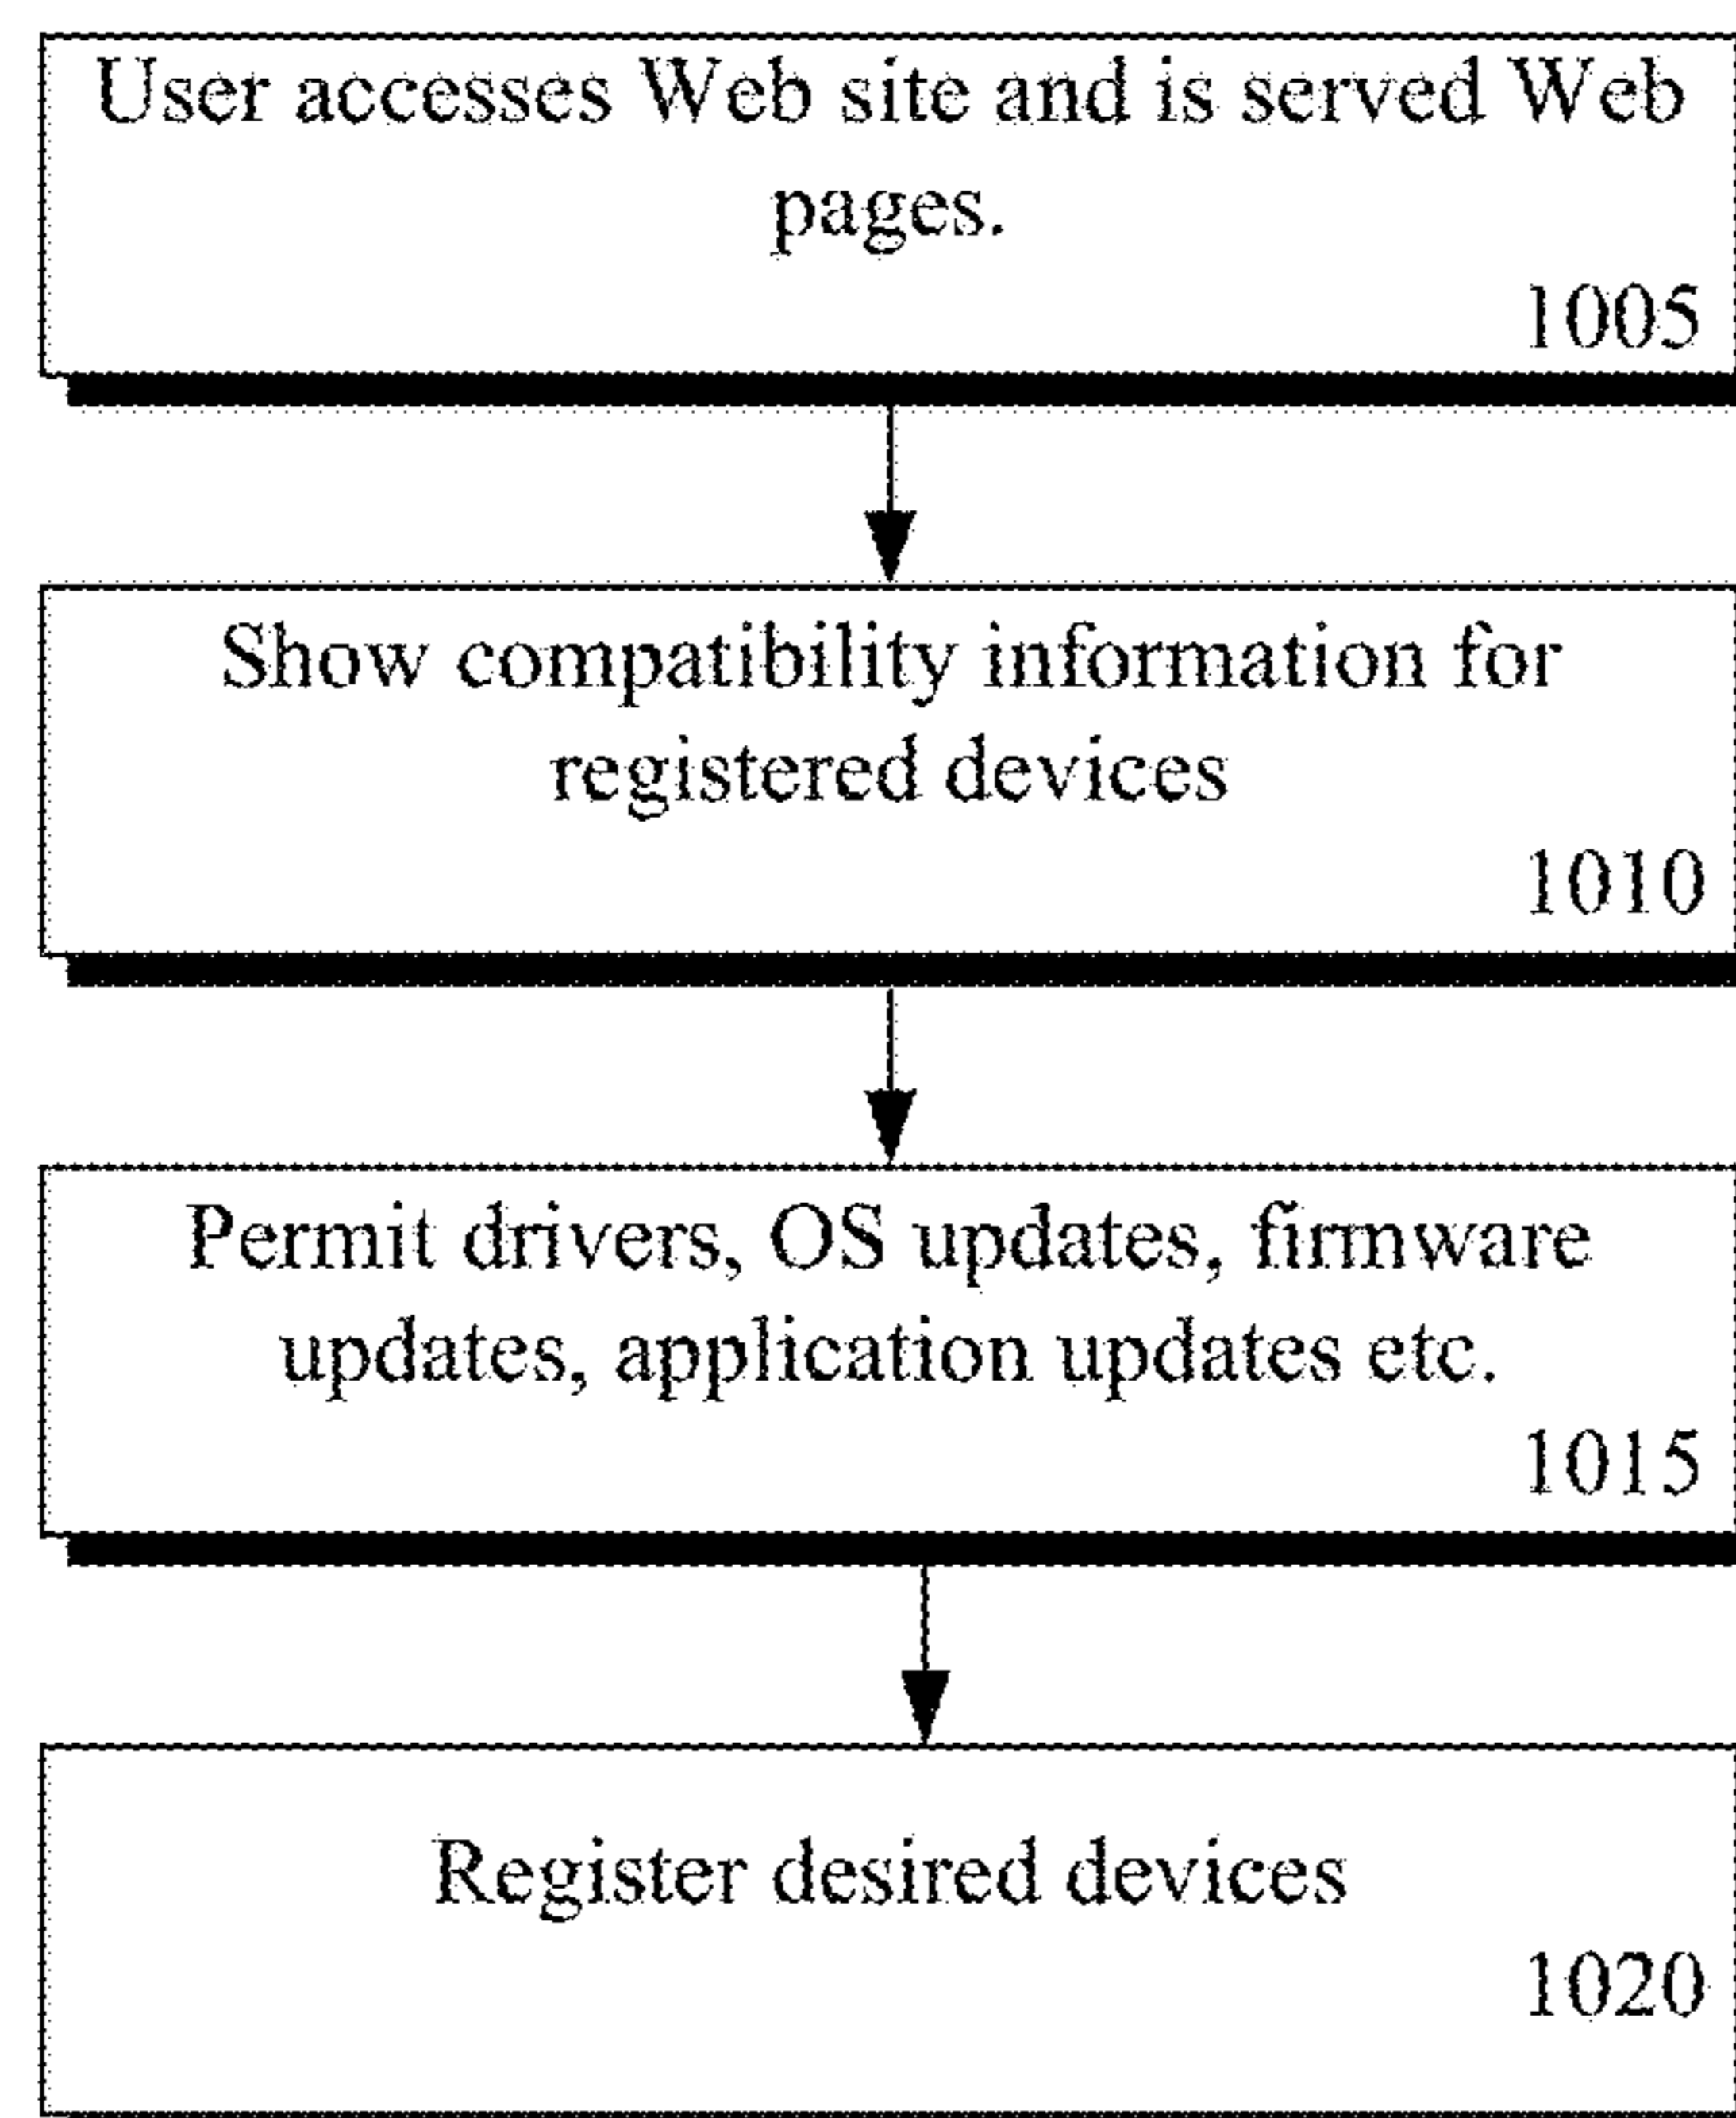 User accesses Web site and is served Web
pages.
1005
Show compatibility information for
registered devices
1010
Permit drivers, OS updates, firmware
updates, application updates etc.
1015
Register desired devices
1020